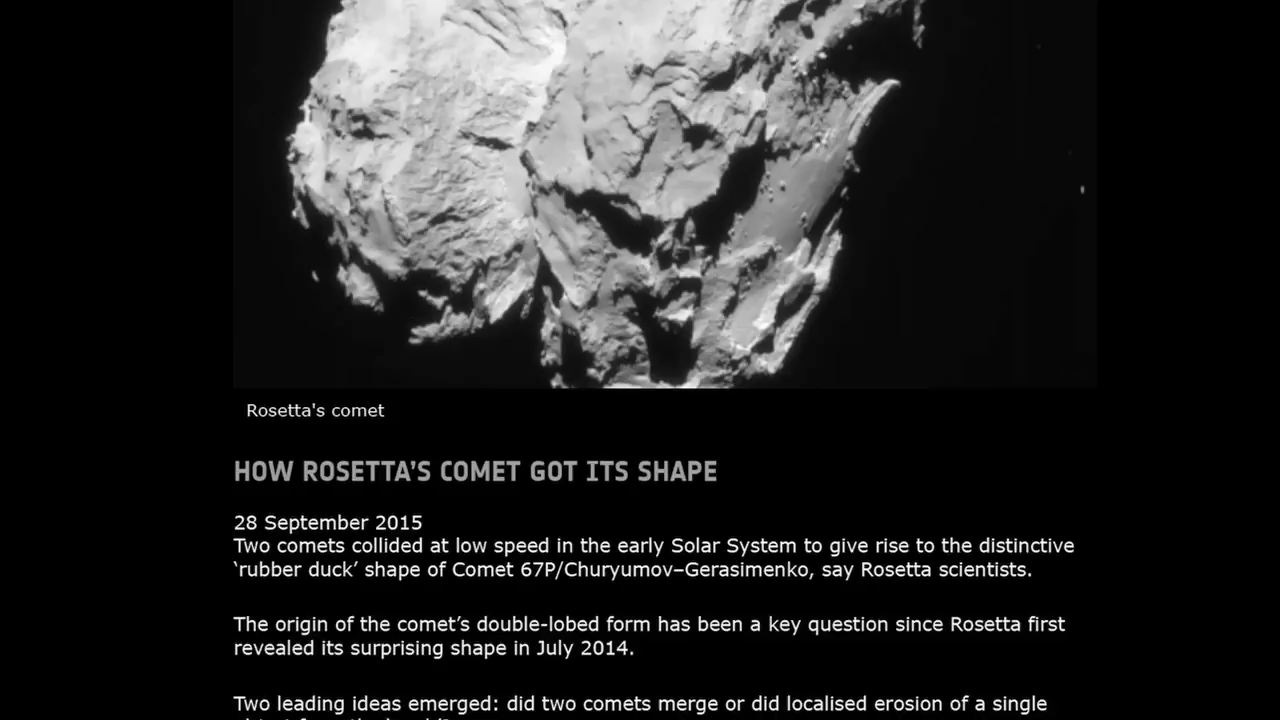 Rosetta's comet
HOW ROSETTA’S COMET GOT ITS SHAPE
28 September 2015
Two comets collided at low speed in the early Solar System to give rise to the distinctive
‘rubber duck’ shape of Comet 67P/Churyumov–Gerasimenko, say Rosetta scientists.
The origin of the comet’s double-lobed form has been a key question since Rosetta first
revealed its surprising shape in July 2014.
Two leading ideas emerged: did two comets merge or did localised erosion of a single